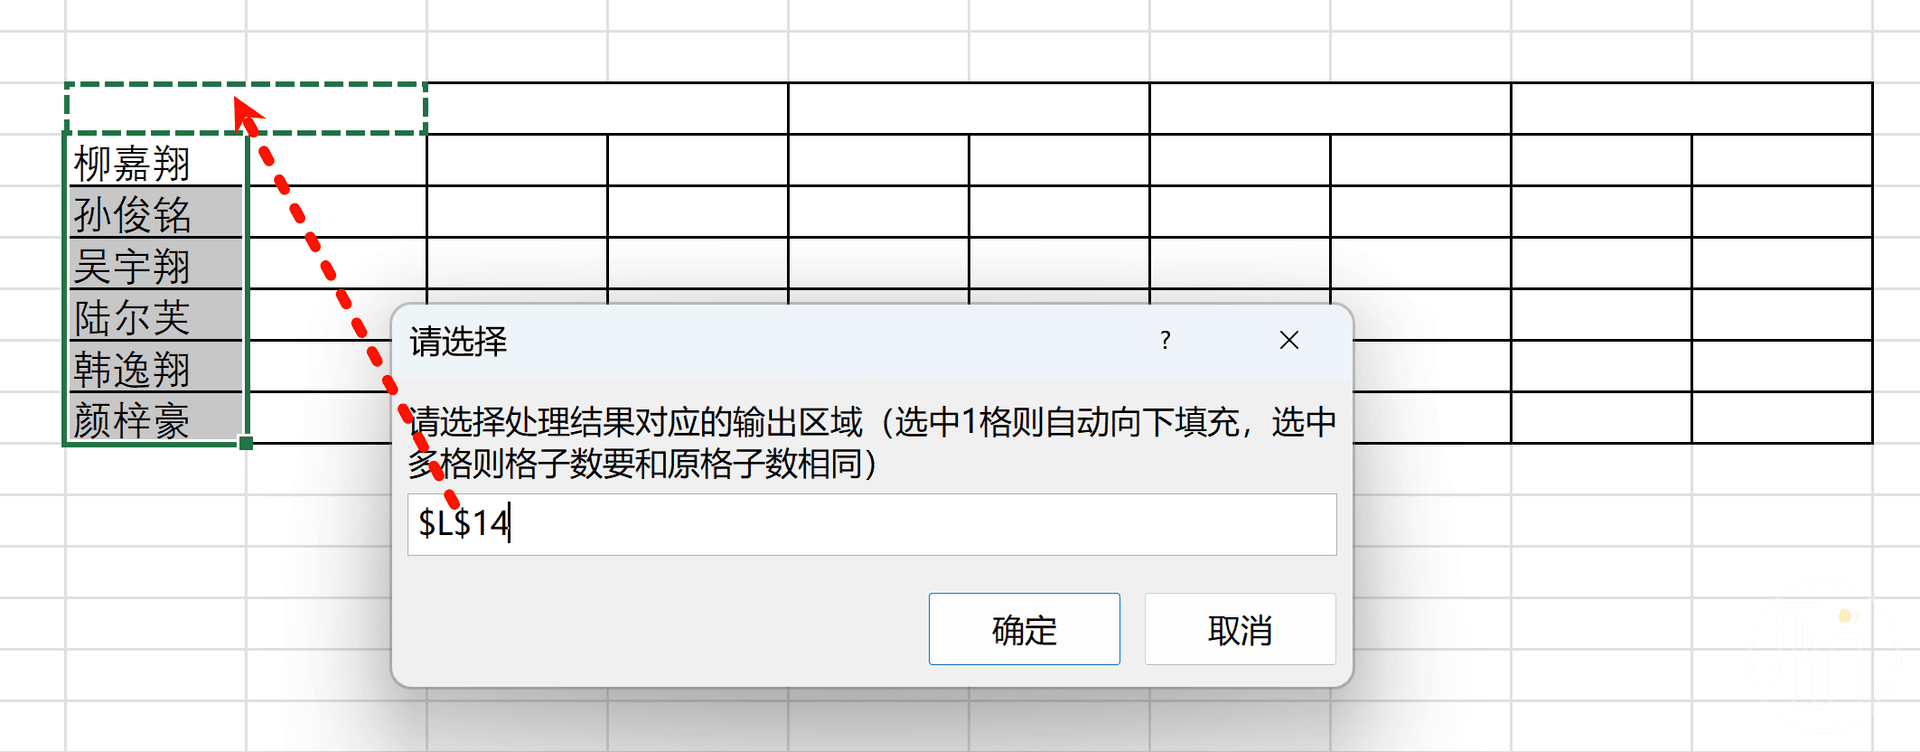 柳嘉翔
孙俊铭
吴宇翔
陆尔芙
韩逸翔
颜梓豪
请选择
?
请选择处理结果对应的输出区域（选中1格则自动向下填充，选中
多格则格子数要和原格子数相同）
$L$14
确定
取消